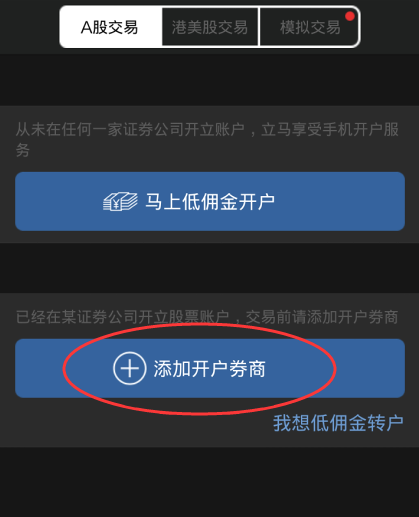 A股交易 港美股交易 模拟交易
从未在任何一家证券公司开立账户，立马享受手机开户服
务
马上低佣金开户
已经在某证券公司开立股票账户，交易前请添加开户券商
添加开户券商
我想低佣金转户